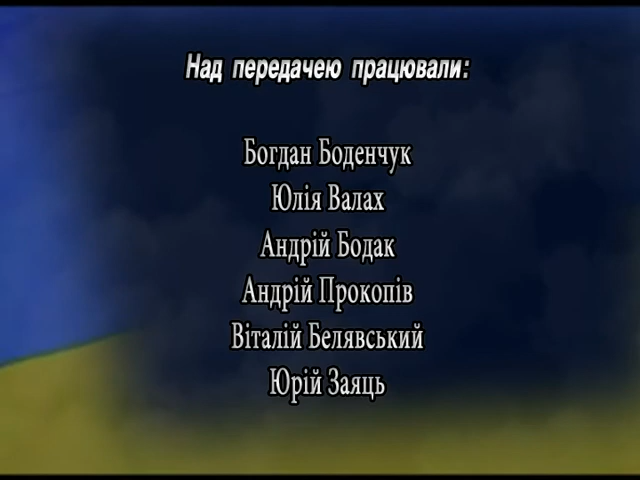 Над передачею працювали:
Богдан Боденчук
Юлія Валах
Андрій Бодак
Андрій Прокопів
Віталій Белявський
Юрій Заяць